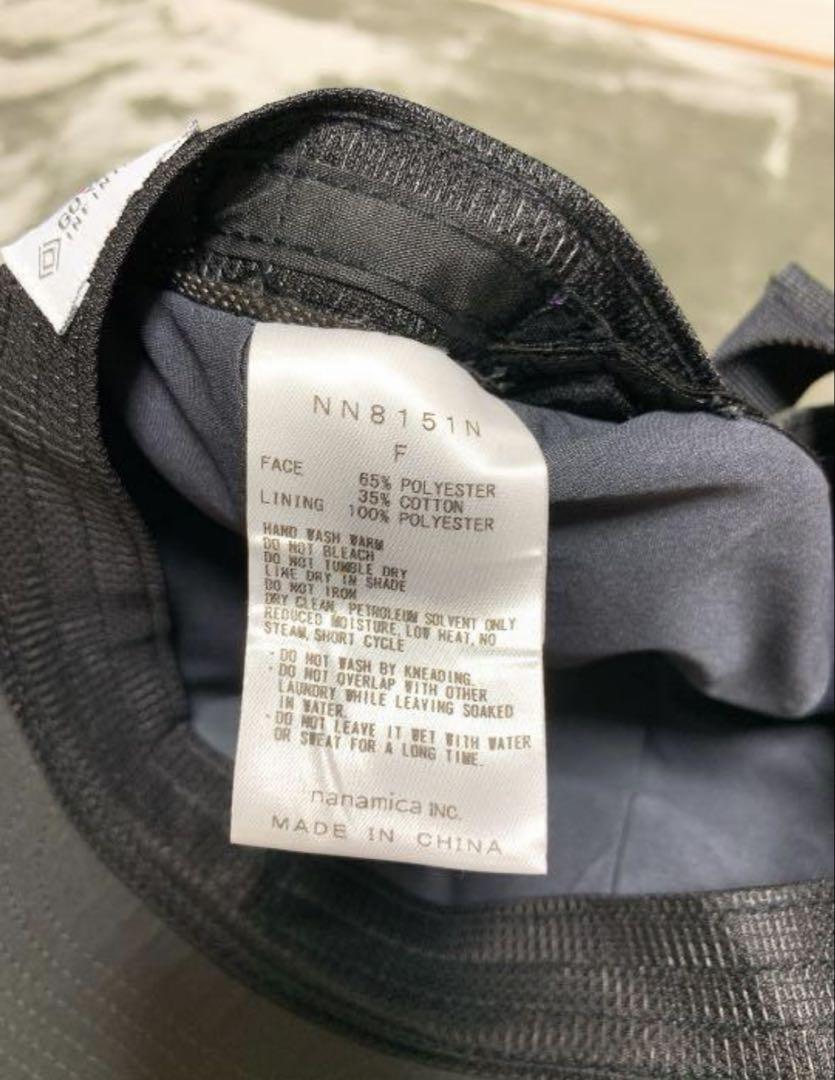 NN8151N
F
FACE 65% POLYESTER
35% COTTON
LINING 100% POLYESTER
HAND WASH WARM
DO NOT BLEACH
DO NOT TUMBLE DRY
LINE DRY IN SHADE
DO NOT IRON
DRY CLEAN, PETROLEUM SOLVENT ONLY
REDUCED MOISTURE, LOW HEAT, NO
STEAM, SHORT CYCLE
・DO NOT WASH BY KNEADING.
・DO NOT OVERLAP WITH OTHER
LAUNDRY WHILE LEAVING SOAKED
IN WATER.
・DO NOT LEAVE IT WET WITH WATER
OR SWEAT FOR A LONG TIME.
nanamica INC.
MADE IN CHINA